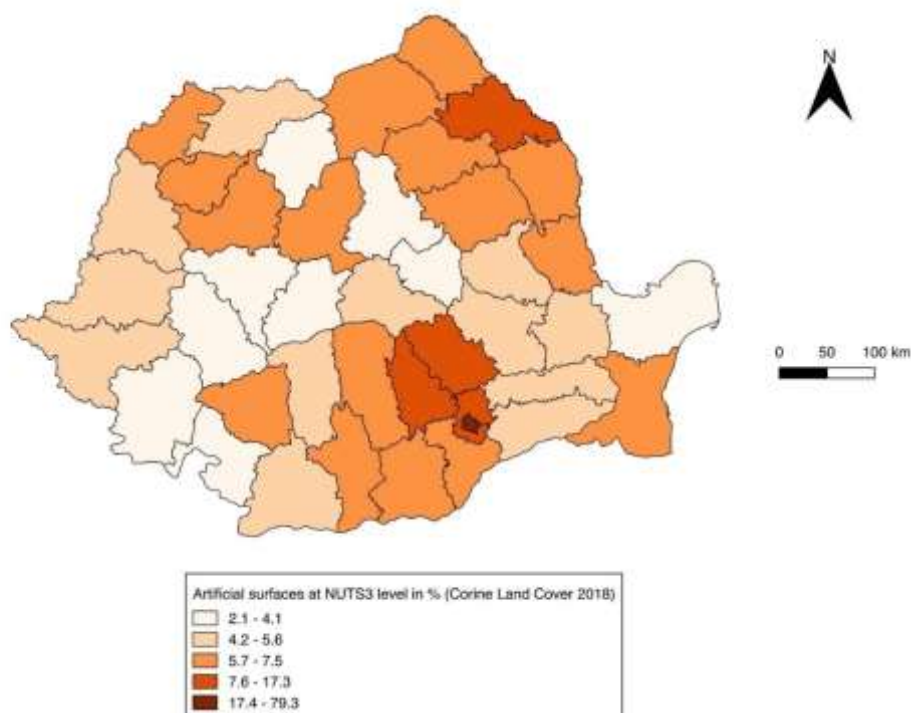 N
0 50 100 km
Artificial surfaces at NUTS3 level in % (Corine Land Cover 2018)
2.1 - 4.1
4.2 - 5.6
5.7 - 7.5
7.6 - 17.3
17.4 - 79.3